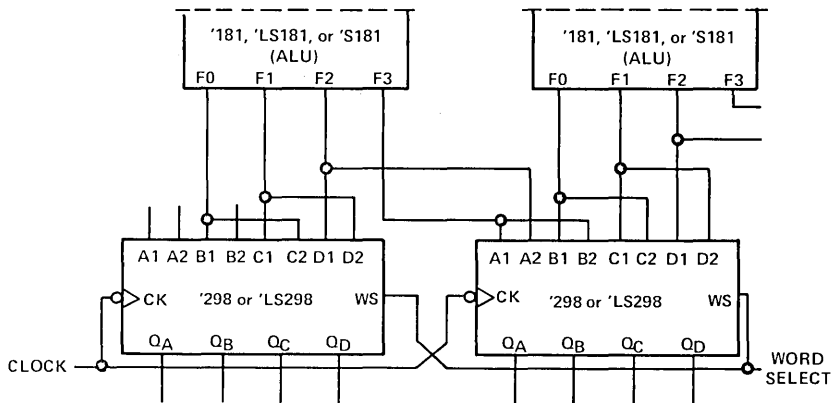 '181, 'LS181, or 'S181
(ALU)
F0 F1 F2 F3
'181, 'LS181, or 'S181
(ALU)
F0 F1 F2 F3
A1 A2 B1 B2 C1 C2 D1 D2
CK '298 or 'LS298 WS
QA QB QC QD
A1 A2 B1 B2 C1 C2 D1 D2
CK '298 or 'LS298 WS
QA QB QC QD
CLOCK
WORD
SELECT